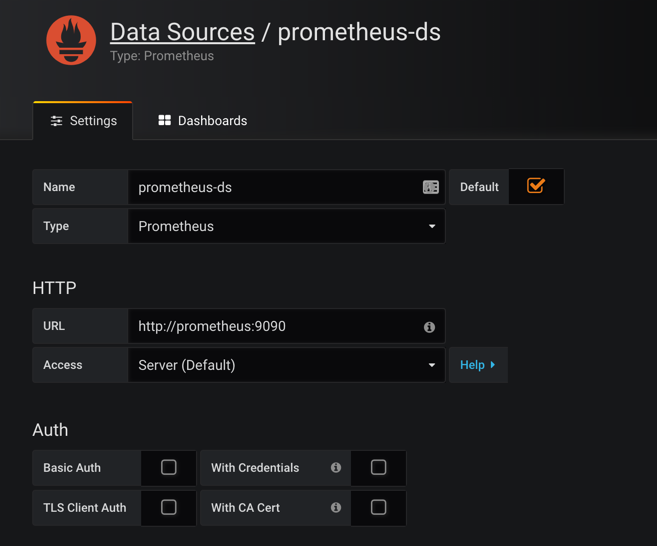 Data Sources / prometheus-ds
Type: Prometheus
Settings Dashboards
Name prometheus-ds Default
Type Prometheus
HTTP
URL http://prometheus:9090
Access Server (Default) Help
Auth
Basic Auth With Credentials
TLS Client Auth With CA Cert